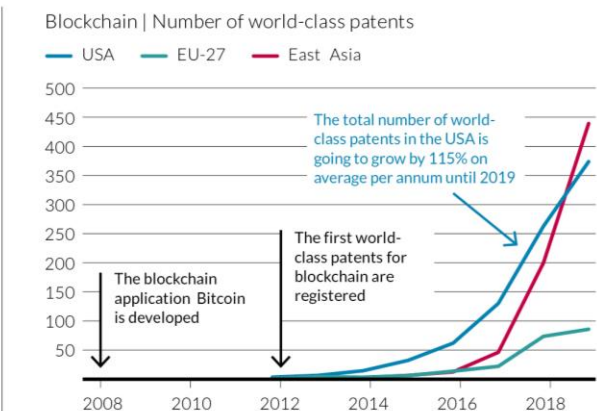 Blockchain | Number of world-class patents
USA EU-27 East Asia
500
450
400
350
300
250
200
150
100
50
The total number of world-
class patents in the USA is
going to grow by 115% on
average per annum until 2019
The first world-
class patents for
blockchain are
registered
The blockchain
application Bitcoin
is developed
2008 2010 2012 2014 2016 2018